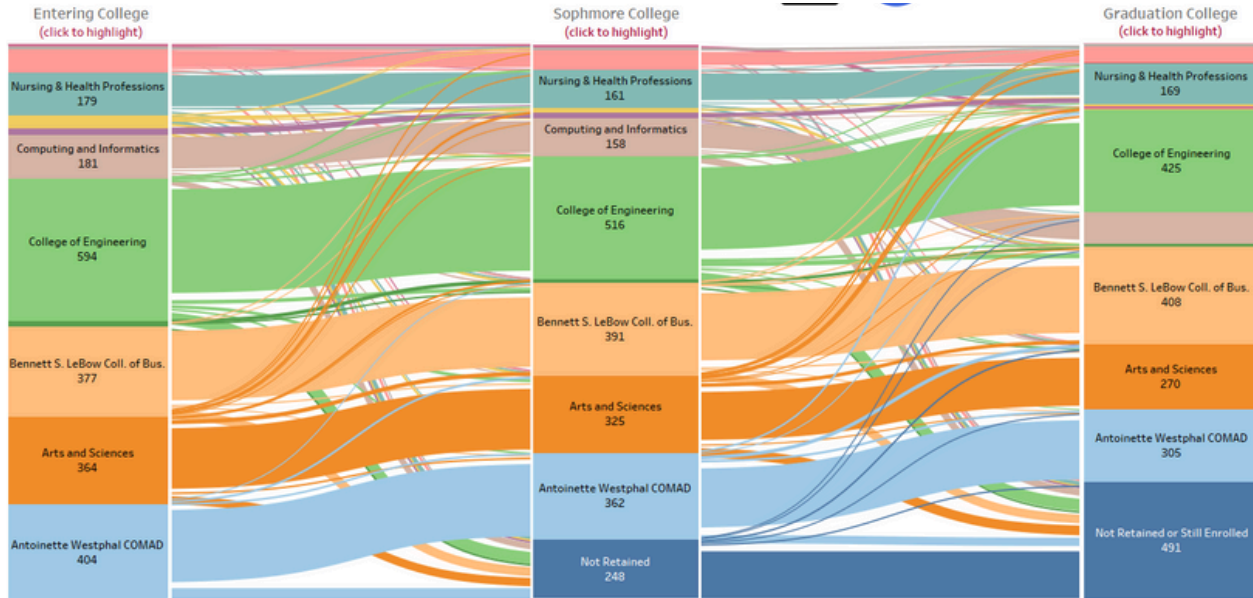 Entering College
(click to highlight)
Nursing & Health Professions
179
Computing and Informatics
181
College of Engineering
594
Bennett S. LeBow Coll. of Bus.
377
Arts and Sciences
364
Antoinette Westphal COMAD
404
Sophmore College
(click to highlight)
Nursing & Health Professions
161
Computing and Informatics
158
College of Engineering
516
Bennett S. LeBow Coll. of Bus.
391
Arts and Sciences
325
Antoinette Westphal COMAD
362
Not Retained
248
Graduation College
(click to highlight)
Nursing & Health Professions
169
College of Engineering
425
Bennett S. LeBow Coll. of Bus.
408
Arts and Sciences
270
Antoinette Westphal COMAD
305
Not Retained or Still Enrolled
491